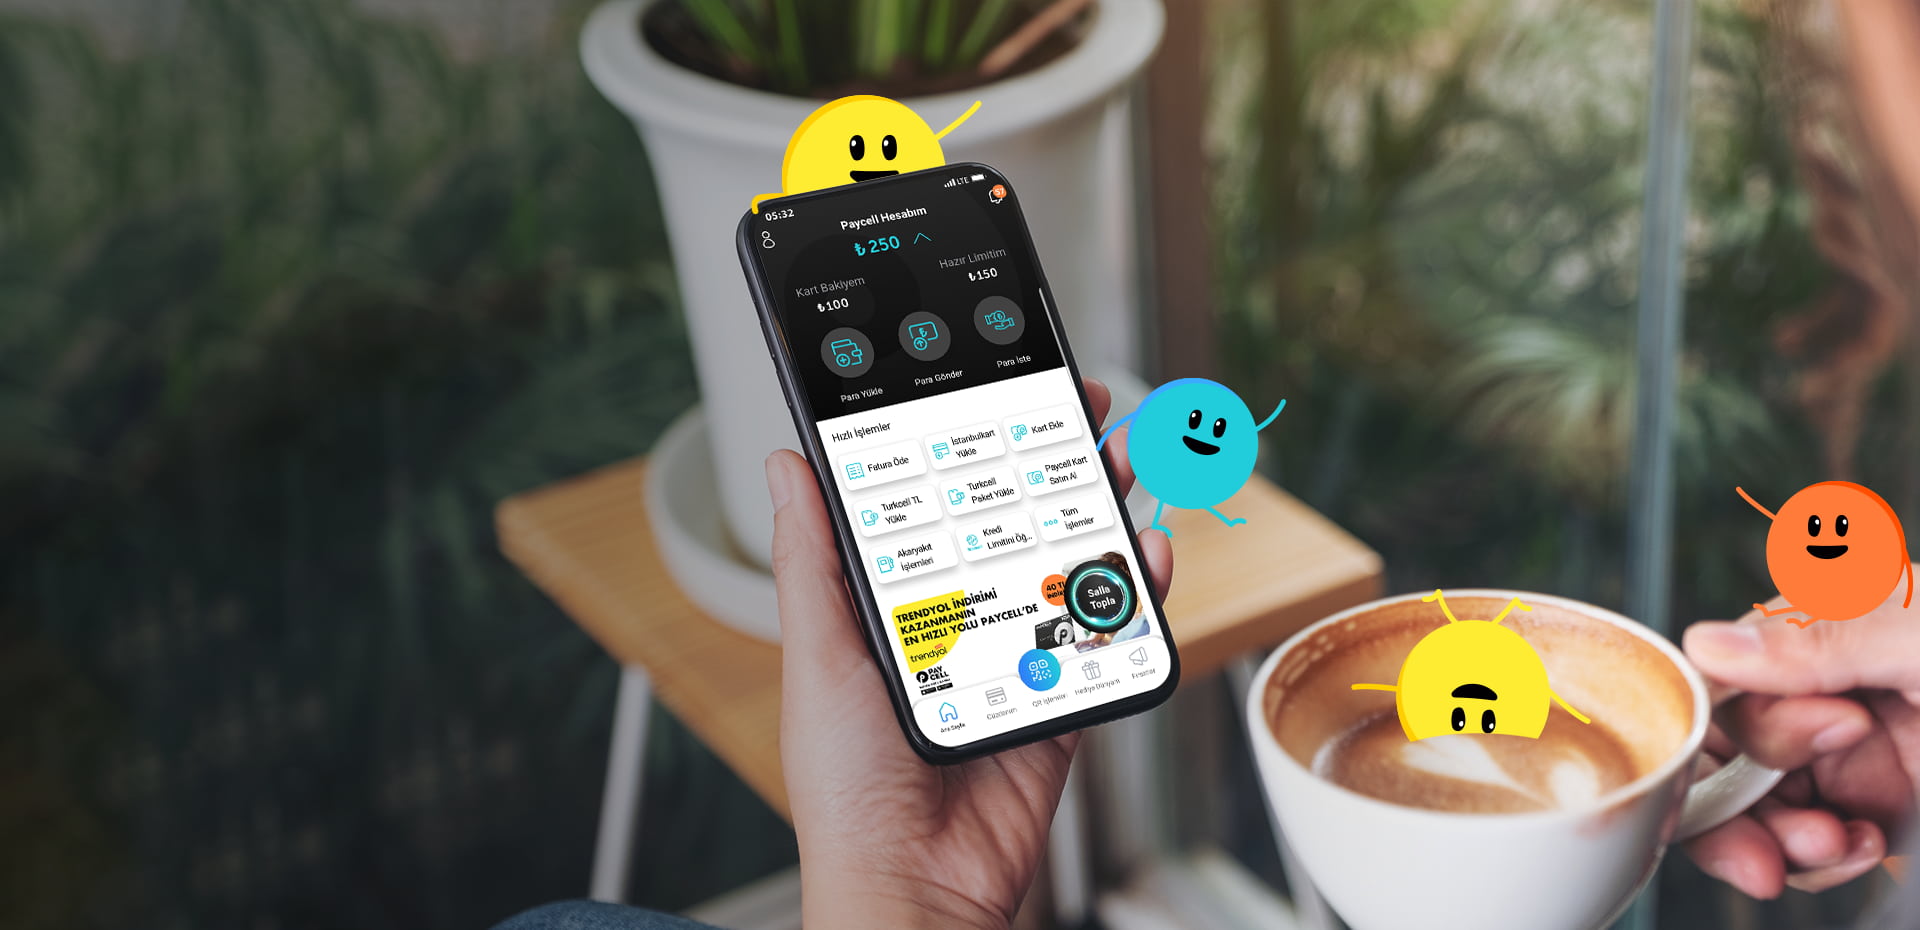 05:32
LTE
57
Paycell Hesabım
₺250
Kart Bakiyem
₺100
Hazır Limitim
₺150
Para Yükle
Para Gönder
Para İste
Hızlı İşlemler
Fatura Öde
İstanbulkart
Yükle
Kart Ekle
Turkcell TL
Yükle
Turkcell
Paket Yükle
Paycell Kart
Satın Al
Akaryakıt
İşlemleri
Kredi
Limitini Öğ...
Tüm
İşlemler
TRENDYOL İNDİRİMİ
KAZANMANIN
EN HIZLI YOLU PAYCELL'DE
trendyol
PAY
CELL
40 TL
Salla
Topla
Ana Sayfa
Cüzdanım
QR İşlemler
Hediye Dünyası
Fırsatlar